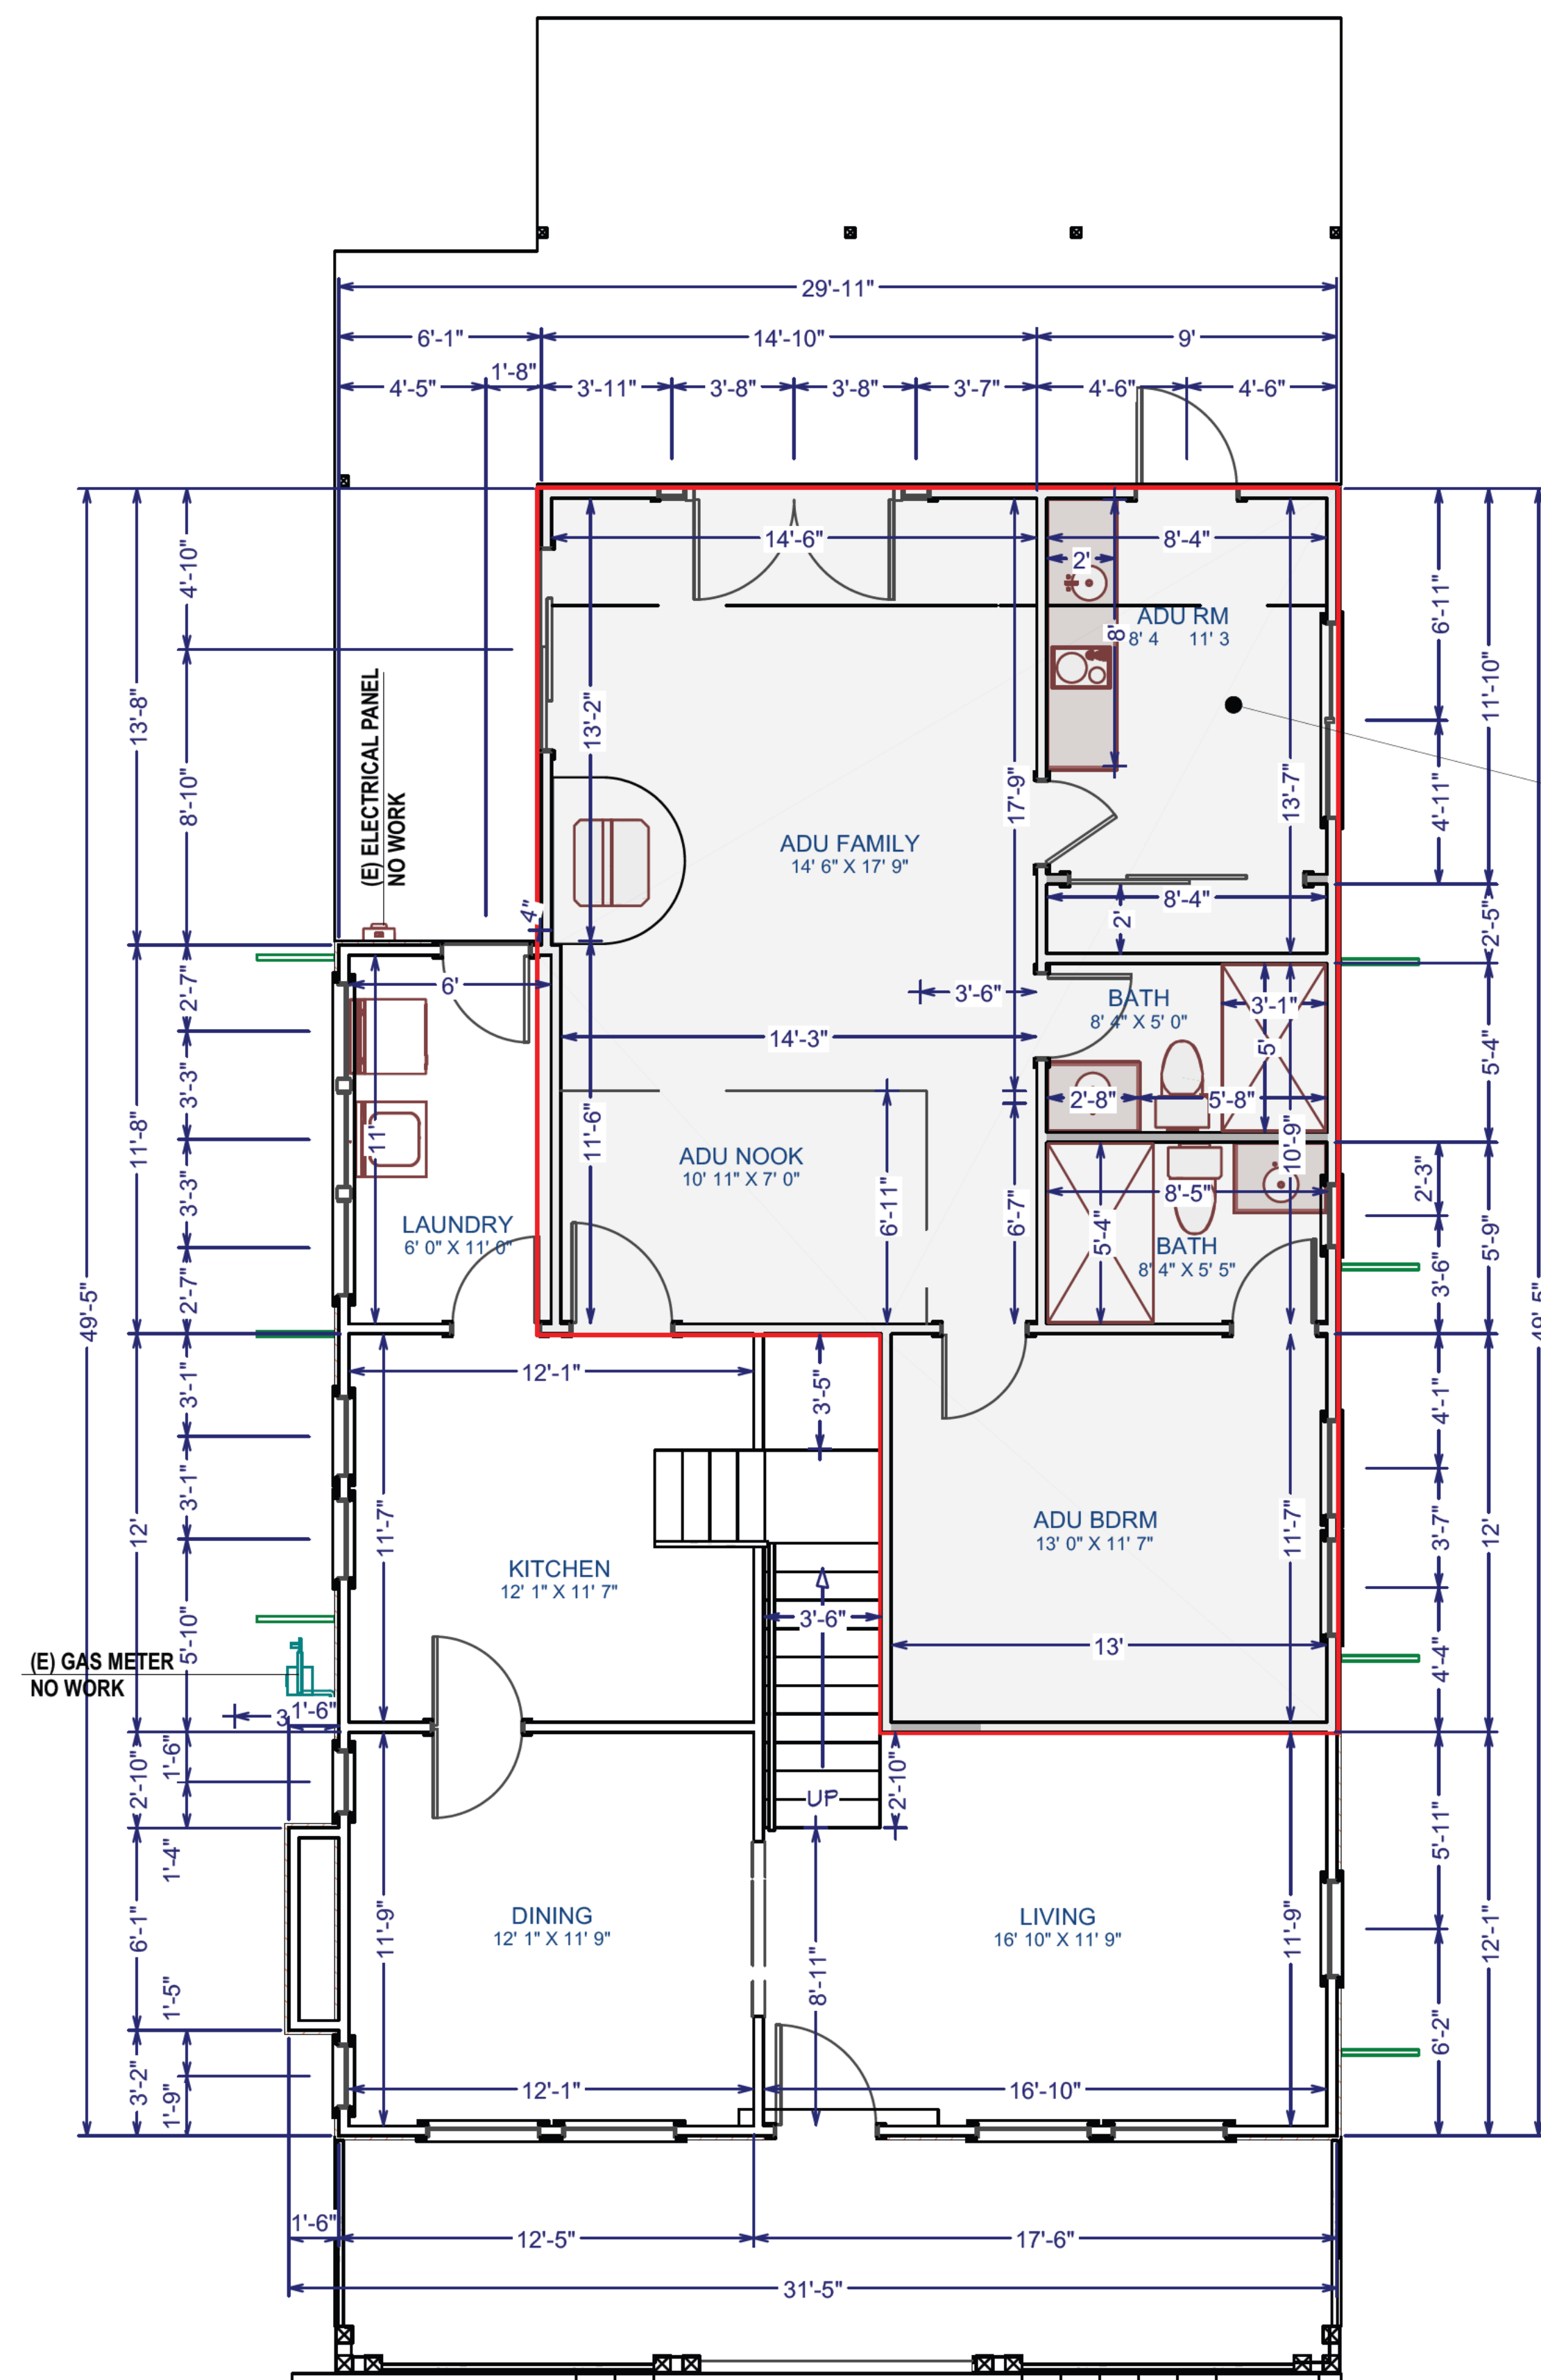 29'-11"
6'-1" 14'-10" 9'
4'-5" 1'-8" 3'-11" 3'-8" 3'-8" 3'-7" 4'-6" 4'-6"
49'-5"
13'-8"
11'-8"
12'
2'-10"
6'-1"
3'-2"
4'-10"
8'-10"
2'-7"
3'-3"
3'-3"
2'-7"
3'-1"
3'-1"
5'-10"
1'-6"
1'-4"
1'-5"
1'-9"
(E) ELECTRICAL PANEL
NO WORK
(E) GAS METER
NO WORK
1'-6"
14'-6"
13'-2"
17'-9"
ADU FAMILY
14' 6" X 17' 9"
4"
3'-6"
14'-3"
11'-6"
ADU NOOK
10' 11" X 7' 0"
6'-11"
6'-7"
8'-4"
2'
8'
ADU RM
8' 4 11' 3
13'-7"
8'-4"
2'
BATH
8' 4" X 5' 0"
3'-1"
5'
2'-8"
5'-8"
10'-9"
8'-5"
5'-4"
BATH
8' 4" X 5' 5"
6'
11'
LAUNDRY
6' 0" X 11' 0"
12'-1"
11'-7"
KITCHEN
12' 1" X 11' 7"
3'-5"
3'-6"
UP
2'-10"
8'-11"
ADU BDRM
13' 0" X 11' 7"
11'-7"
13'
DINING
12' 1" X 11' 9"
11'-9"
12'-1"
LIVING
16' 10" X 11' 9"
11'-9"
16'-10"
6'-11"
4'-11"
2'-3"
3'-6"
4'-1"
3'-7"
4'-4"
5'-11"
6'-2"
11'-10"
2'-5"
5'-4"
5'-9"
12'
12'-1"
49'-5"
1'-6" 12'-5" 17'-6"
31'-5"